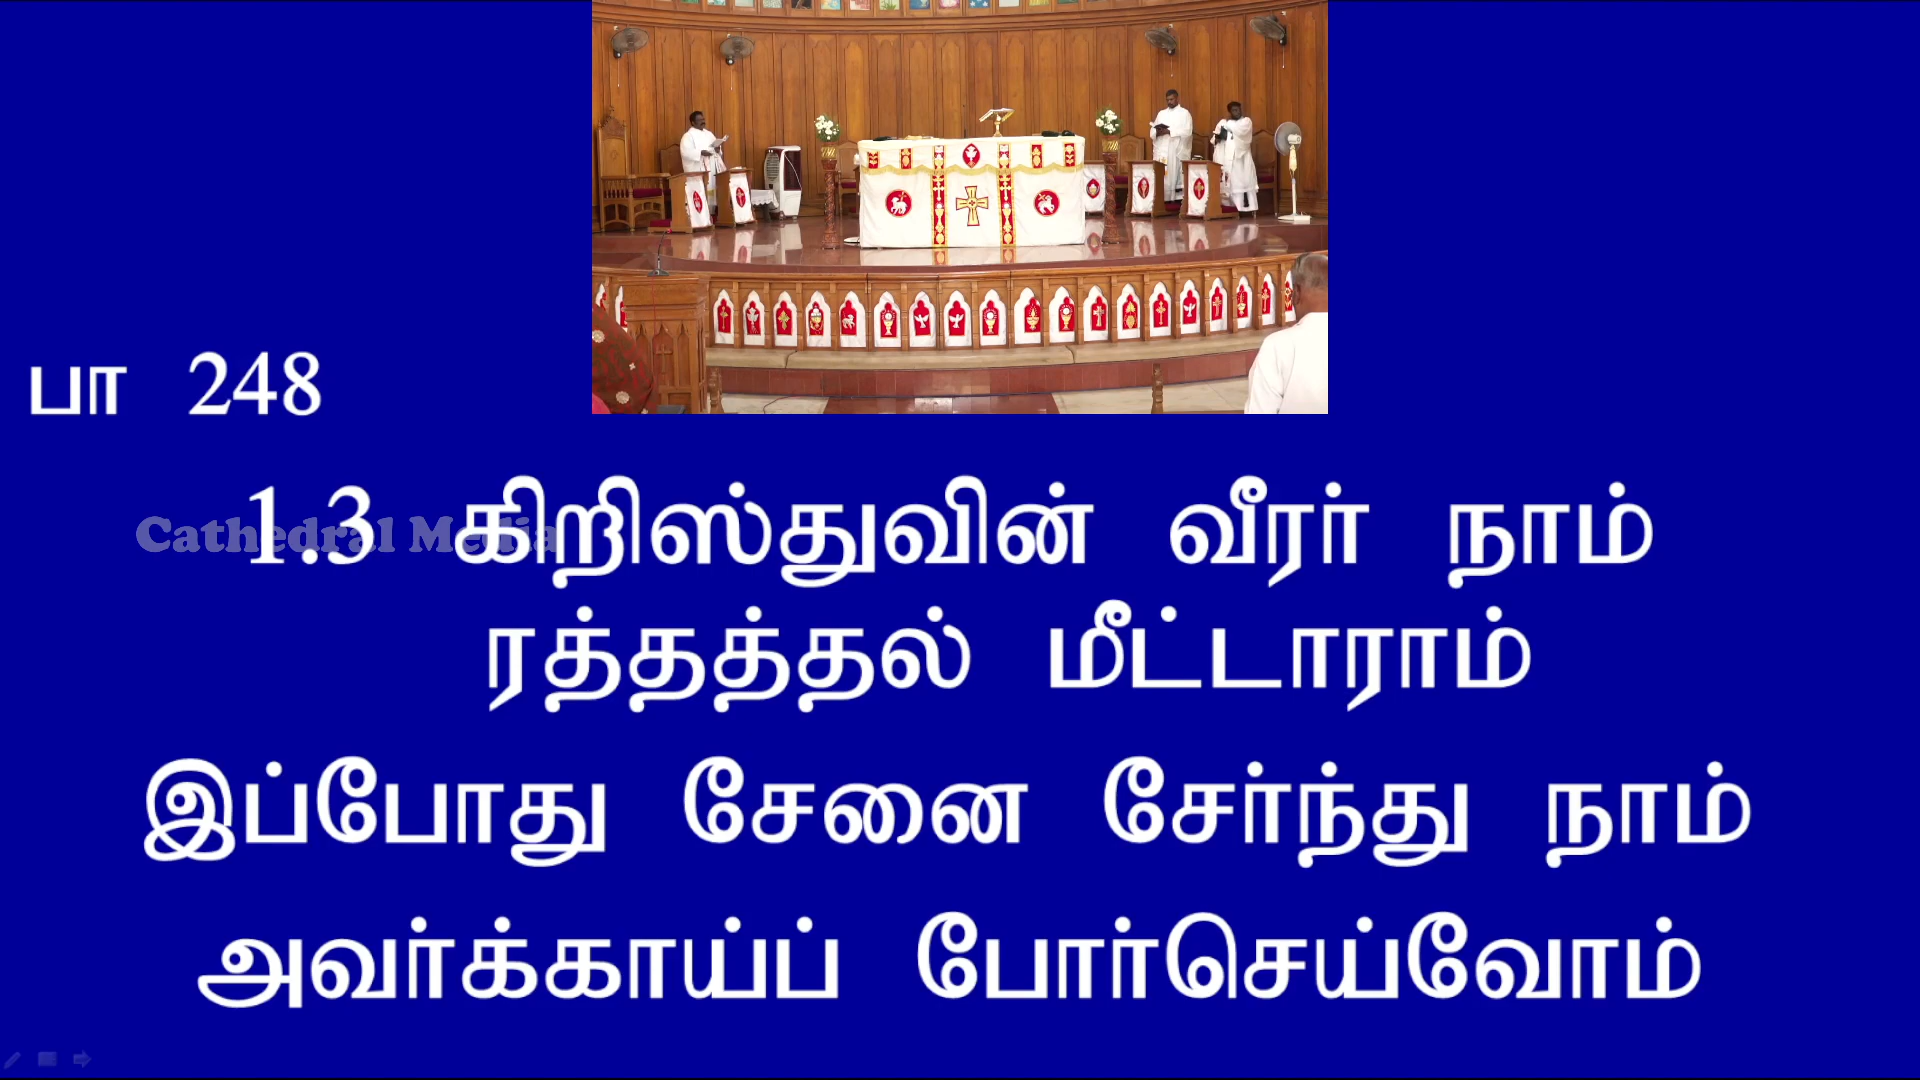 பா 248
1.3 கிறிஸ்துவின் வீரர் நாம்
Cathedral Media
ரத்தத்தல் மீட்டாராம்
இப்போது சேனை சேர்ந்து நாம்
அவர்க்காய்ப் போர்செய்வோம்